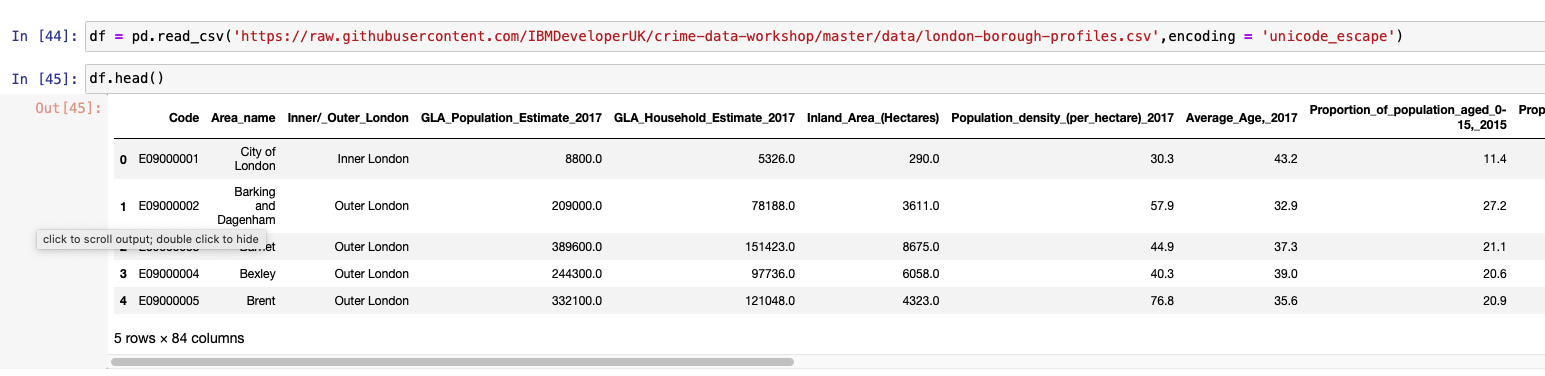 In [44]: df = pd.read_csv('https://raw.githubusercontent.com/IBMDeveloperUK/crime-data-workshop/master/data/london-borough-profiles.csv',encoding = 'unicode_escape')
In [45]: df.head()
Out[45]:
Code Area_name Inner/_Outer_London GLA_Population_Estimate_2017 GLA_Household_Estimate_2017 Inland_Area_(Hectares) Population_density_(per_hectare)_2017 Average_Age,_2017 Proportion_of_population_aged_0-
15,_2015
0 E09000001 City of London Inner London 8800.0 5326.0 290.0 30.3 43.2 11.4
1 E09000002 Barking and Dagenham Outer London 209000.0 78188.0 3611.0 57.9 32.9 27.2
click to scroll output; double click to hide
Outer London 389600.0 151423.0 8675.0 44.9 37.3 21.1
3 E09000004 Bexley Outer London 244300.0 97736.0 6058.0 40.3 39.0 20.6
4 E09000005 Brent Outer London 332100.0 121048.0 4323.0 76.8 35.6 20.9
5 rows × 84 columns